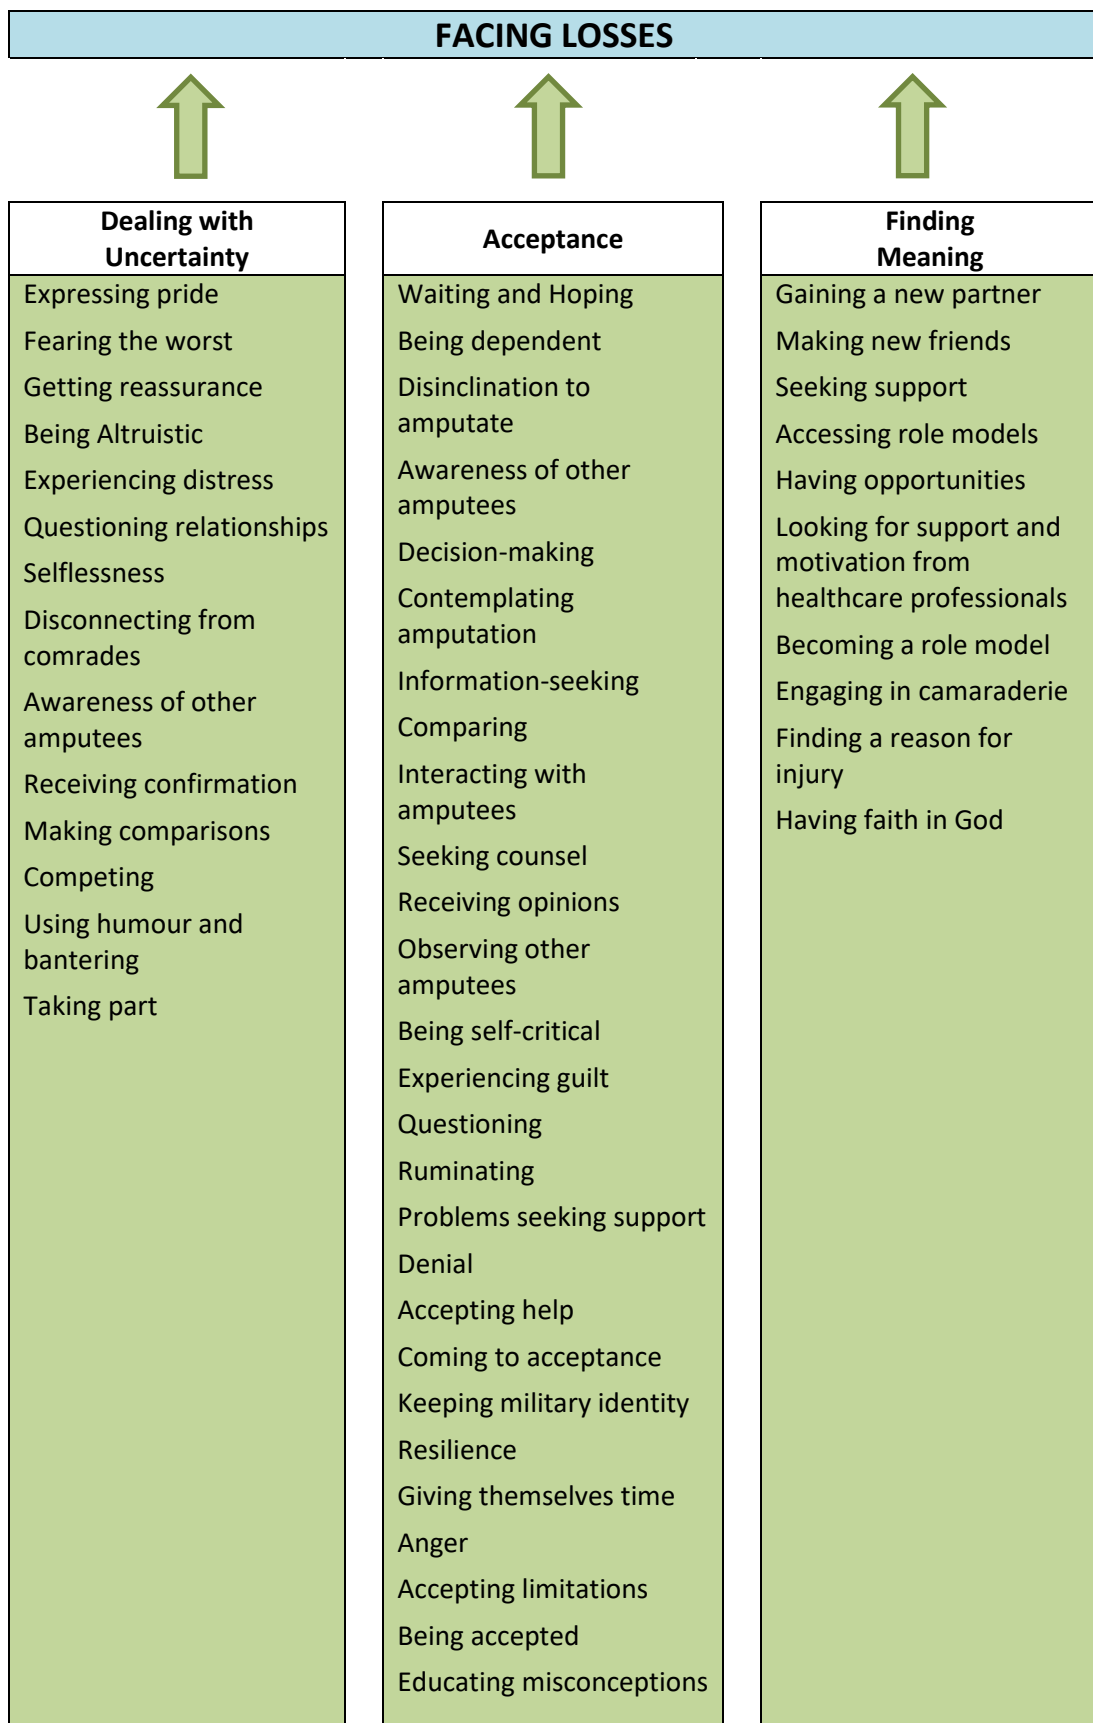 FACING LOSSES
Dealing with
Uncertainty
Expressing pride
Fearing the worst
Getting reassurance
Being Altruistic
Experiencing distress
Questioning relationships
Selflessness
Disconnecting from
comrades
Awareness of other
amputees
Receiving confirmation
Making comparisons
Competing
Using humour and
bantering
Taking part
Acceptance
Waiting and Hoping
Being dependent
Disinclination to
amputate
Awareness of other
amputees
Decision-making
Contemplating
amputation
Information-seeking
Comparing
Interacting with
amputees
Seeking counsel
Receiving opinions
Observing other
amputees
Being self-critical
Experiencing guilt
Questioning
Ruminating
Problems seeking support
Denial
Accepting help
Coming to acceptance
Keeping military identity
Resilience
Giving themselves time
Anger
Accepting limitations
Being accepted
Educating misconceptions
Finding
Meaning
Gaining a new partner
Making new friends
Seeking support
Accessing role models
Having opportunities
Looking for support and
motivation from
healthcare professionals
Becoming a role model
Engaging in camaraderie
Finding a reason for
injury
Having faith in God